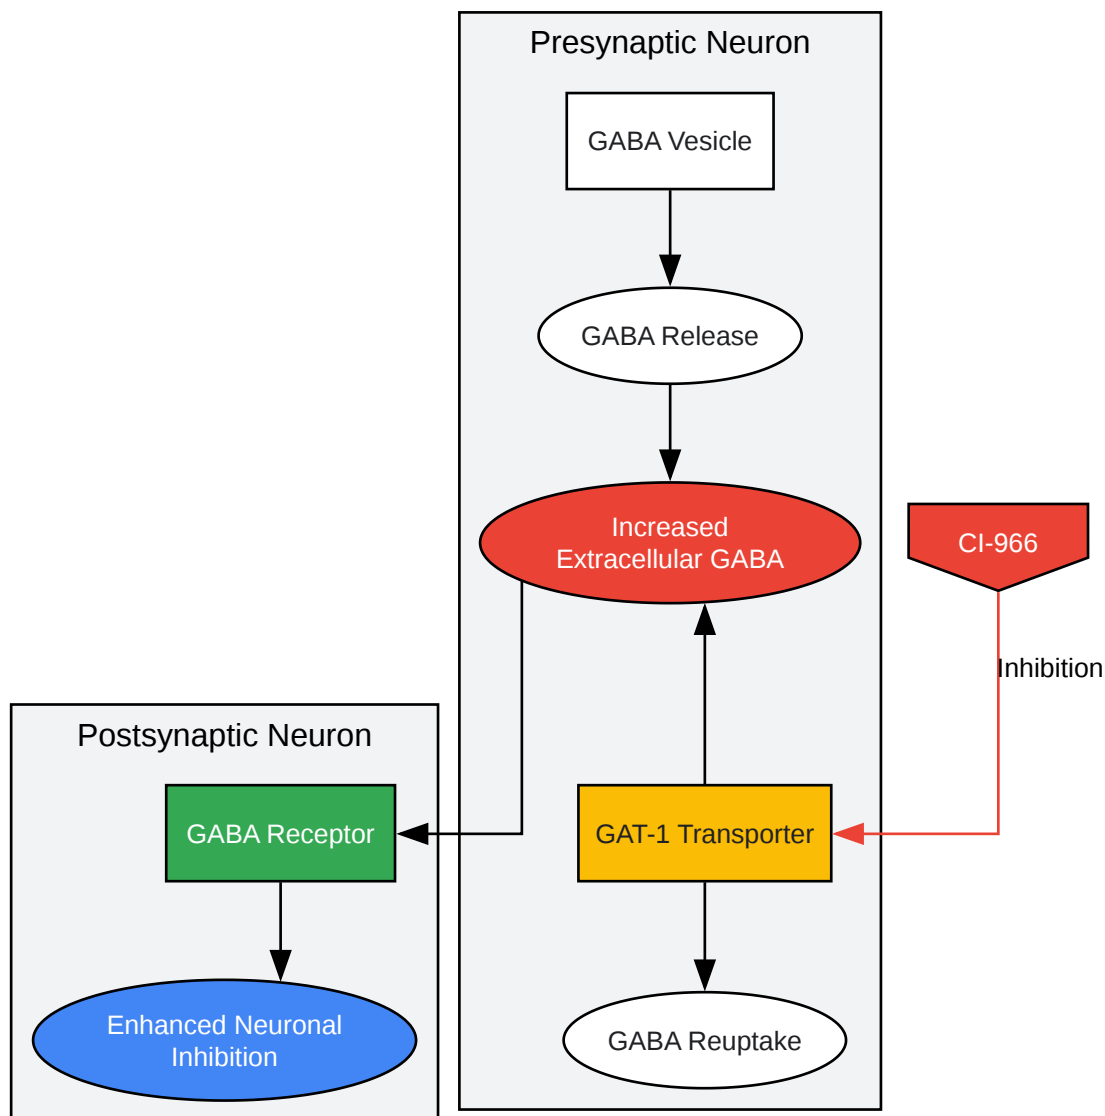 Presynaptic Neuron
GABA Vesicle
GABA Release
Increased
Extracellular GABA
CI-966
Inhibition
Postsynaptic Neuron
GABA Receptor
GAT-1 Transporter
Enhanced Neuronal
Inhibition
GABA Reuptake